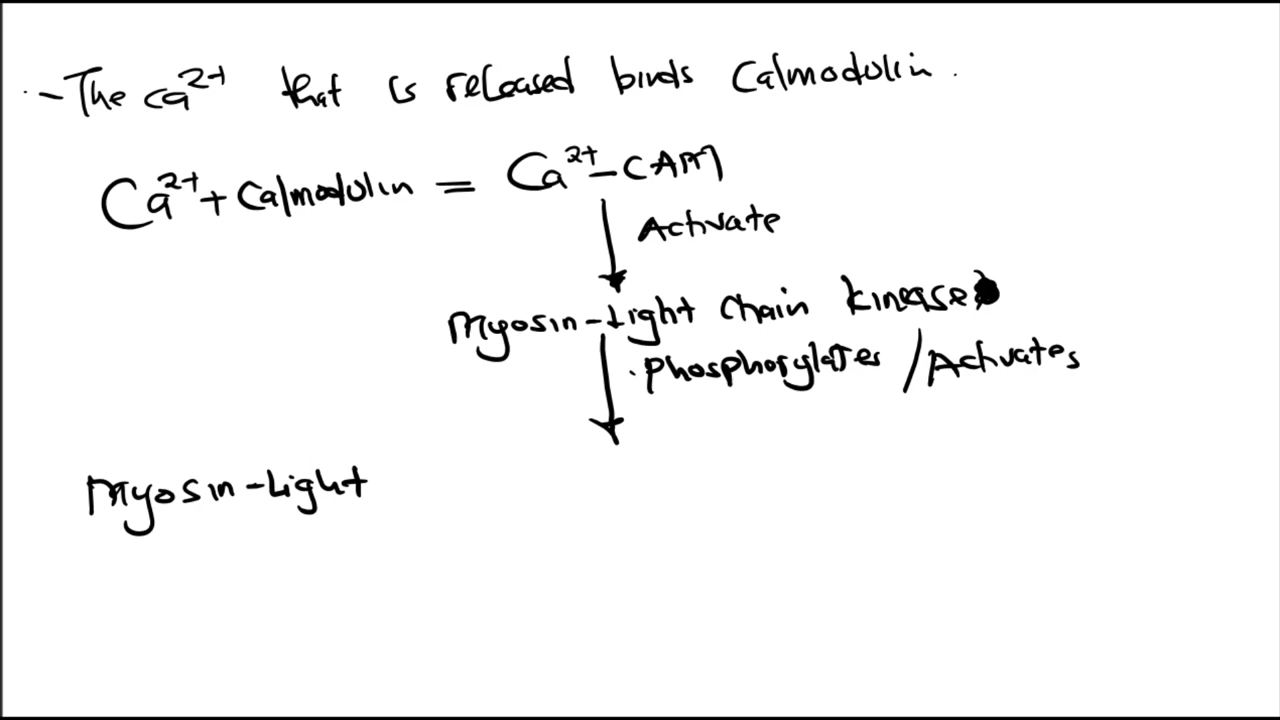 - The Ca²⁺ that is released binds Calmodulin.
Ca²⁺ + Calmodulin = Ca²⁺ - CAM
Activate
Myosin-Light chain kinease
. Phosphorylates / Activates
Myosin-Light